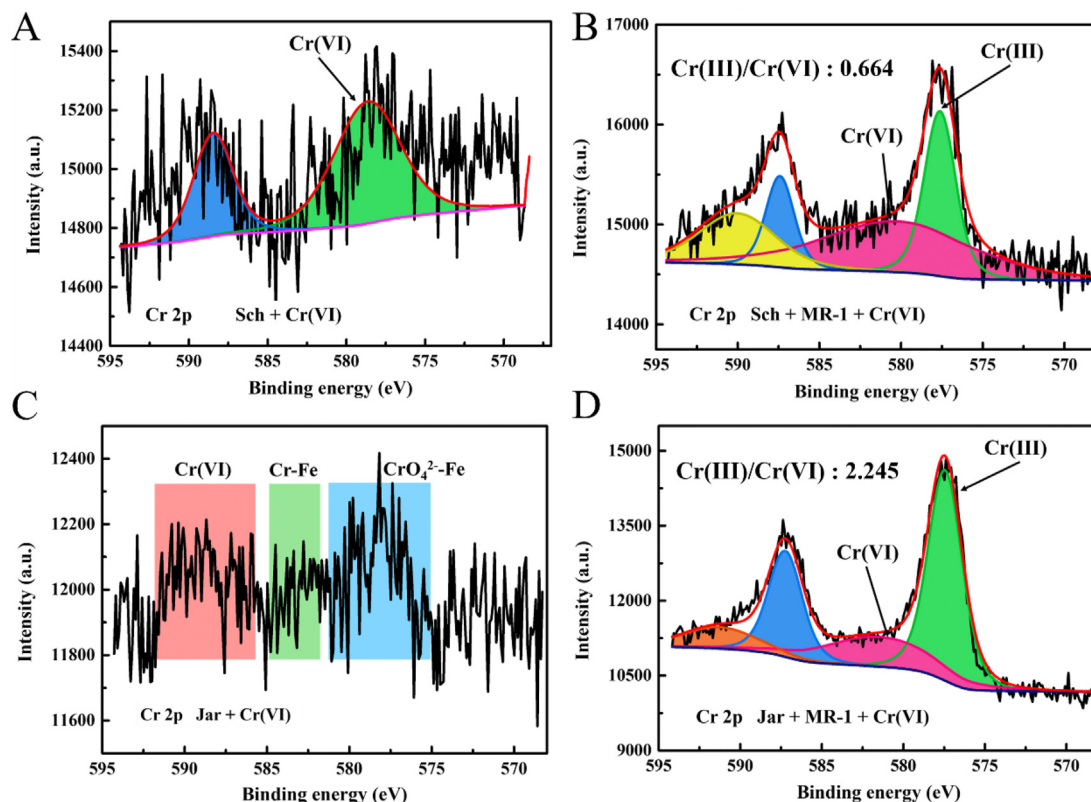 A
Cr(VI)
15400
15200
15000
14800
14600
14400
Intensity (a.u.)
Cr 2p Sch + Cr(VI)
595 590 585 580 575 570
Binding energy (eV)
B
Cr(III)/Cr(VI) : 0.664
Cr(III)
Cr(VI)
17000
16000
15000
14000
Intensity (a.u.)
Cr 2p Sch + MR-1 + Cr(VI)
595 590 585 580 575 570
Binding energy (eV)
C
Cr(VI) Cr-Fe CrO₄²⁻-Fe
12400
12200
12000
11800
11600
Intensity (a.u.)
Cr 2p Jar + Cr(VI)
595 590 585 580 575 570
Binding energy (eV)
D
Cr(III)/Cr(VI) : 2.245
Cr(III)
Cr(VI)
15000
13500
12000
10500
9000
Intensity (a.u.)
Cr 2p Jar + MR-1 + Cr(VI)
595 590 585 580 575 570
Binding energy (eV)